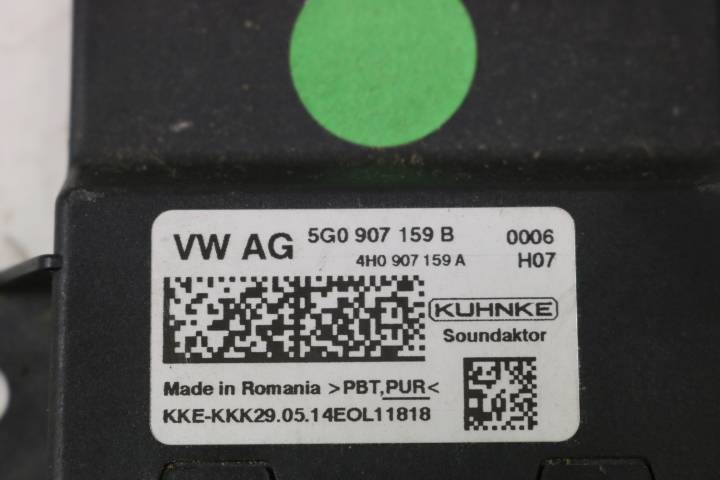 VW AG 5G0 907 159 B 0006
4H0 907 159 A H07
KUHNKE
Soundaktor
Made in Romania >PBT,PUR<
KKE-KKK29.05.14EOL11818